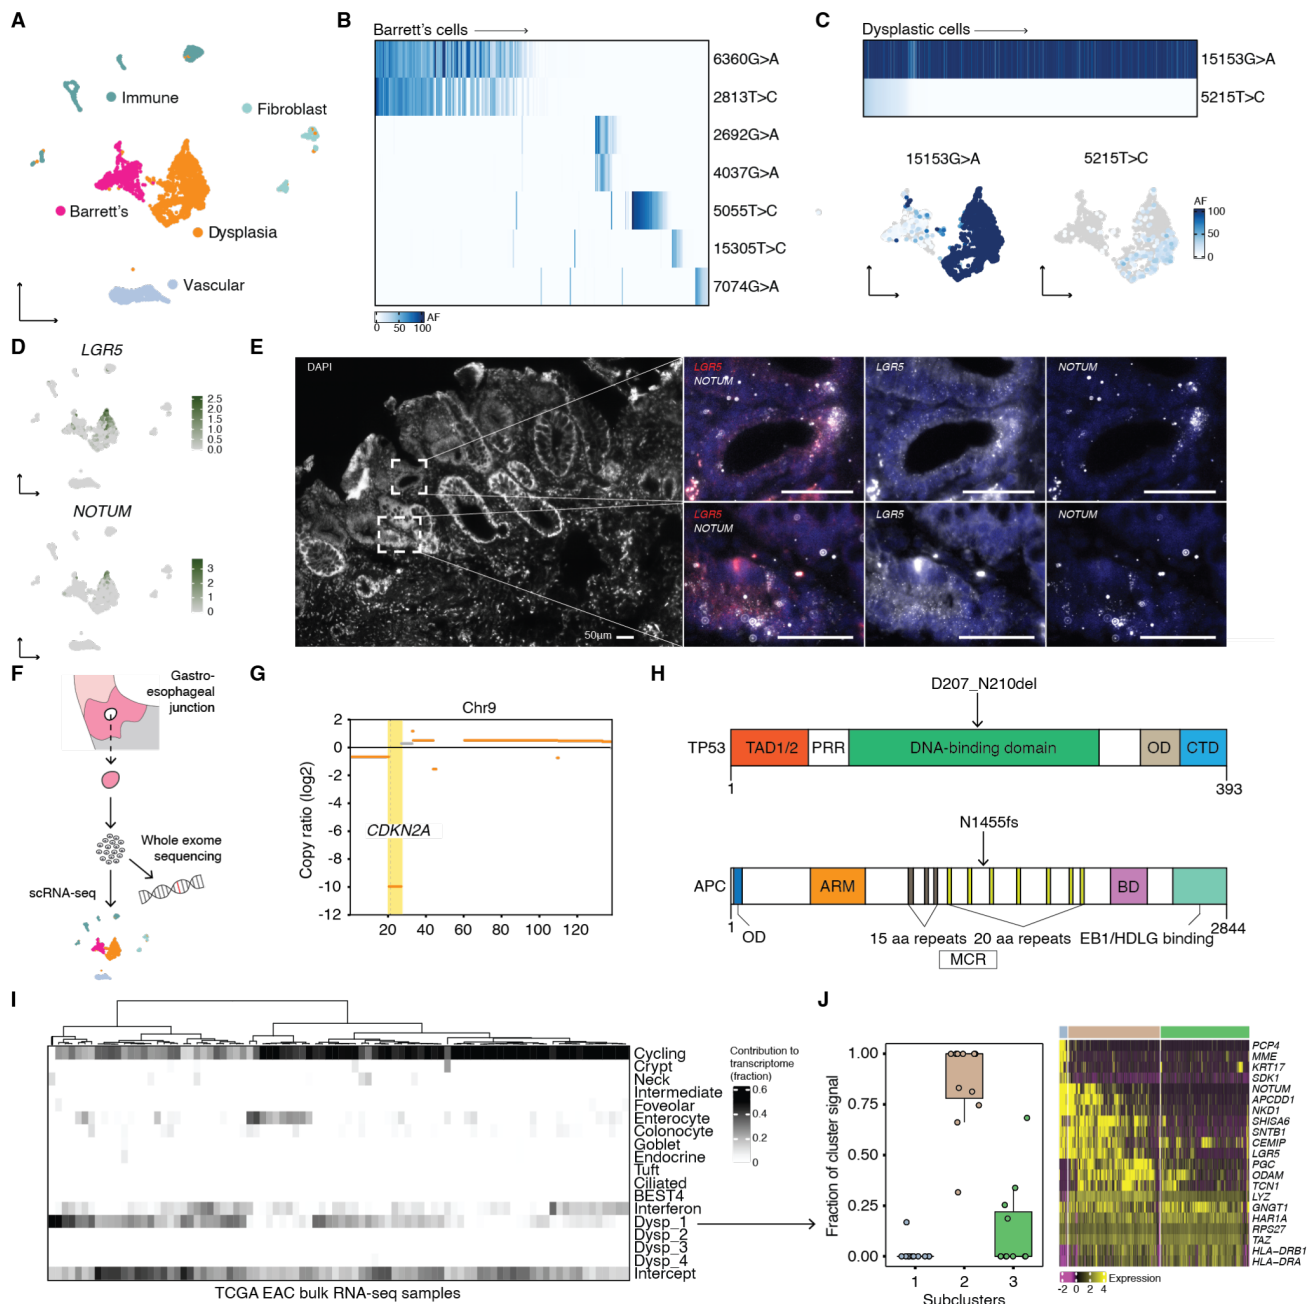 A
Immune
Fibroblast
Barrett's
Dysplasia
Vascular
B
Barrett's cells
6360G>A
2813T>C
2692G>A
4037G>A
5055T>C
15305T>C
7074G>A
AF
0 50 100
C
Dysplastic cells
15153G>A
5215T>C
15153G>A
5215T>C
AF
100
50
0
D
LGR5
2.5
2.0
1.5
1.0
0.5
0.0
NOTUM
3
2
1
0
E
DAPI
50µm
LGR5
NOTUM
LGR5
NOTUM
LGR5
NOTUM
LGR5
NOTUM
F
Gastro-
esophageal
junction
Whole exome
sequencing
scRNA-seq
G
Chr9
Copy ratio (log2)
2
0
-2
-4
-6
-8
-10
-12
CDKN2A
20 40 60 80 100 120
H
D207_N210del
TP53
TAD1/2
PRR
DNA-binding domain
OD
CTD
1
393
N1455fs
APC
ARM
BD
1
2844
OD
15 aa repeats
20 aa repeats
EB1/HDLG binding
MCR
I
Cycling
Crypt
Neck
Intermediate
Foveolar
Enterocyte
Colonocyte
Goblet
Endocrine
Tuft
Ciliated
BEST4
Interferon
Dysp_1
Dysp_2
Dysp_3
Dysp_4
Intercept
TCGA EAC bulk RNA-seq samples
Contribution to
transcriptome
(fraction)
0.6
0.4
0.2
0
J
Fraction of cluster signal
1.00
0.75
0.50
0.25
0.00
1 2 3
Subclusters
PCP4
MME
KRT17
SDK1
NOTUM
APCDD1
NKD1
SHISA6
SNTB1
CEMIP
LGR5
PGC
ODAM
TCN1
LYZ
GNGT1
HAR1A
RPS27
TAZ
HLA-DRB1
HLA-DRA
Expression
-2 0 2 4